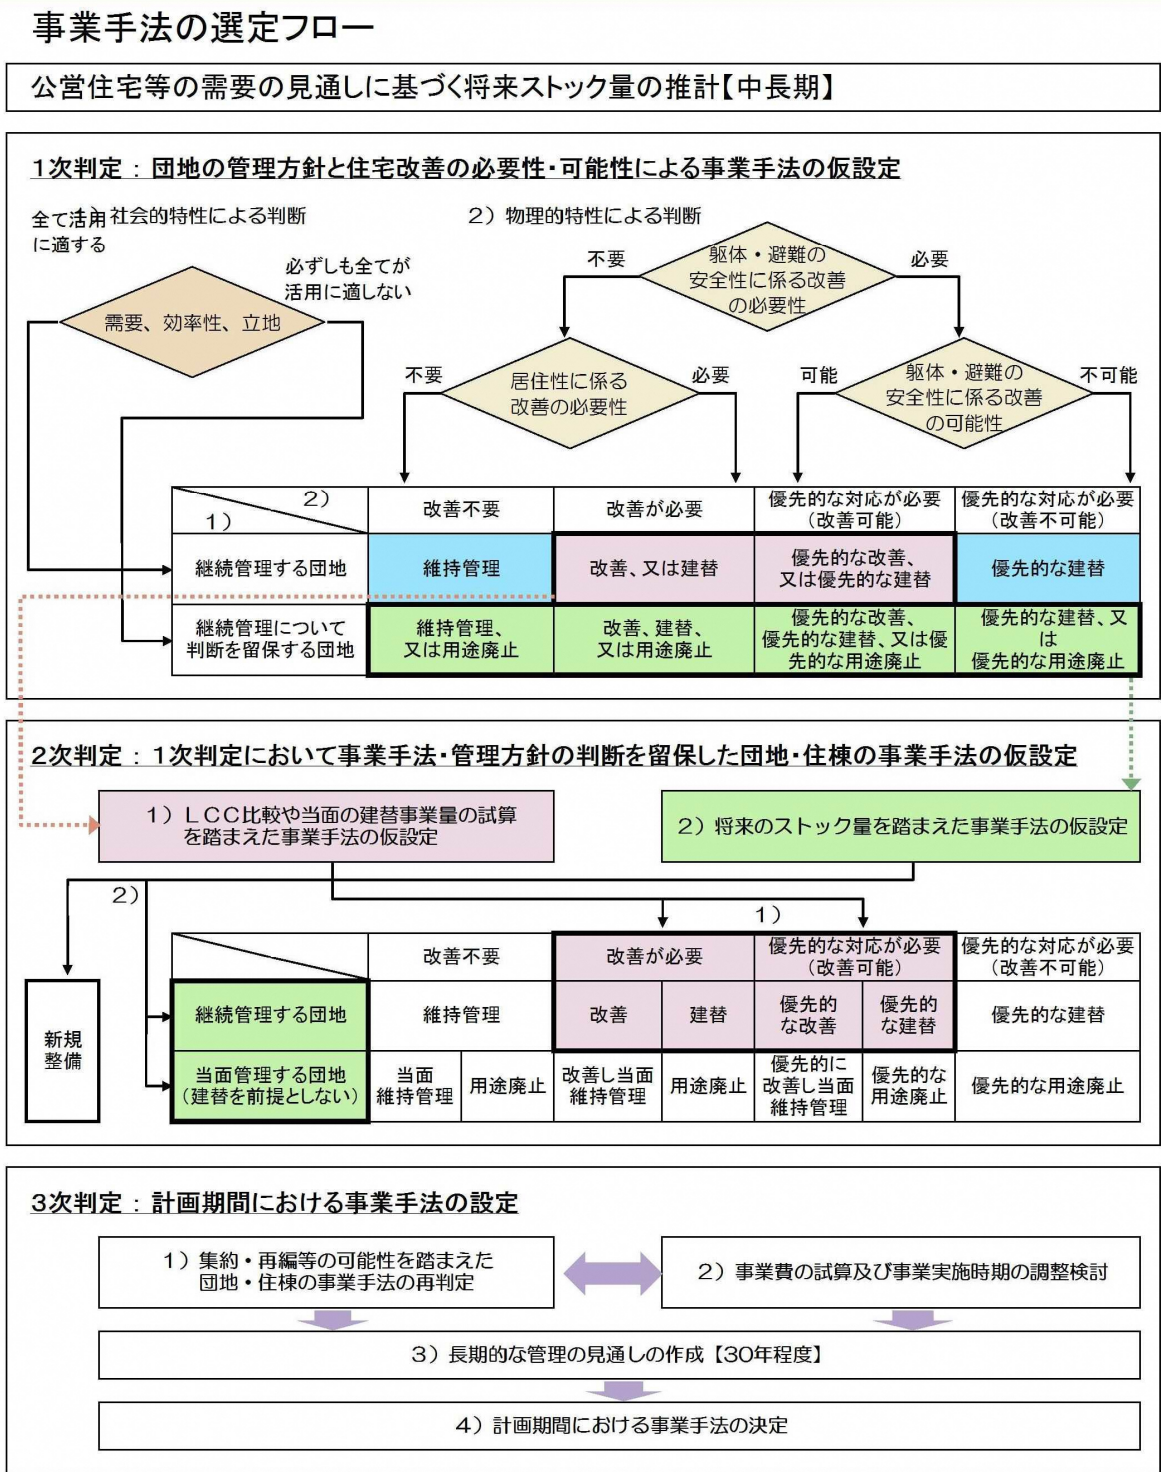 事業手法の選定フロー
公営住宅等の需要の見通しに基づく将来ストック量の推計【中長期】
1次判定：団地の管理方針と住宅改善の必要性・可能性による事業手法の仮設定
）社会的特性による判断
全て活用
に適する
必ずしも全てが
活用に適しない
需要、効率性、立地
2）物理的特性による判断
不要
躯体・避難の
安全性に係る改善
の必要性
必要
不要
居住性に係る
改善の必要性
必要
可能
躯体・避難の
安全性に係る改善
の可能性
不可能
2）
1）
改善不要
改善が必要
優先的な対応が必要
（改善可能）
優先的な対応が必要
（改善不可能）
継続管理する団地
維持管理
改善、又は建替
優先的な改善、
又は優先的な建替
優先的な建替
継続管理について
判断を留保する団地
維持管理、
又は用途廃止
改善、建替、
又は用途廃止
優先的な改善、
優先的な建替、又は優
先的な用途廃止
優先的な建替、又
は
優先的な用途廃止
2次判定：1次判定において事業手法・管理方針の判断を留保した団地・住棟の事業手法の仮設定
1）ＬＣＣ比較や当面の建替事業量の試算
を踏まえた事業手法の仮設定
2）将来のストック量を踏まえた事業手法の仮設定
2）
1）
改善不要
改善が必要
優先的な対応が必要
（改善可能）
優先的な対応が必要
（改善不可能）
新規
整備
継続管理する団地
維持管理
改善
建替
優先的
な改善
優先的
な建替
優先的な建替
当面管理する団地
（建替を前提としない）
当面
維持管理
用途廃止
改善し当面
維持管理
用途廃止
優先的に
改善し当面
維持管理
優先的な
用途廃止
優先的な用途廃止
3次判定：計画期間における事業手法の設定
1）集約・再編等の可能性を踏まえた
団地・住棟の事業手法の再判定
2）事業費の試算及び事業実施時期の調整検討
3）長期的な管理の見通しの作成【30年程度】
4）計画期間における事業手法の決定